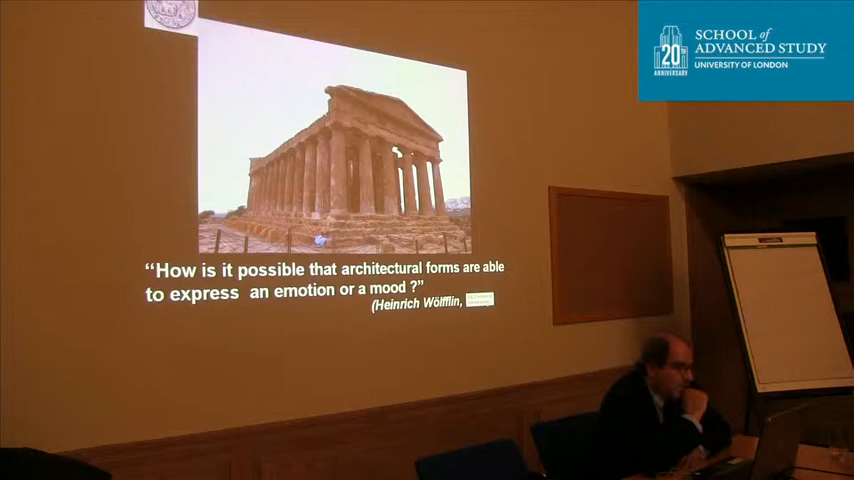 SCHOOL of
ADVANCED STUDY
UNIVERSITY OF LONDON
20th
ANNIVERSARY
“How is it possible that architectural forms are able
to express an emotion or a mood ?”
(Heinrich Wölfflin,